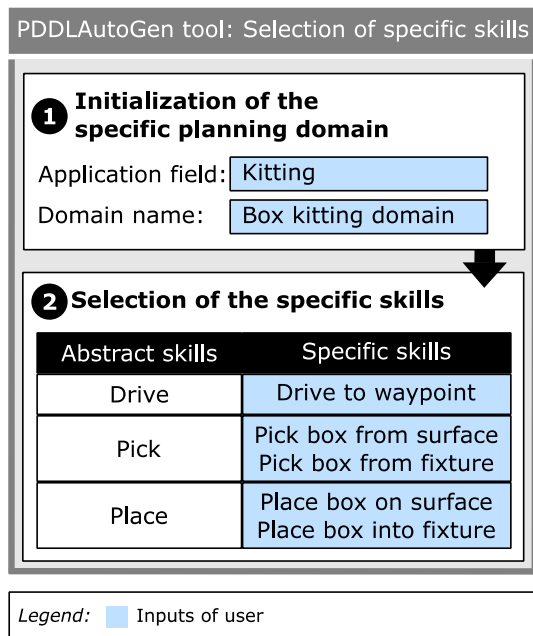 PDDLAutoGen tool: Selection of specific skills
1 Initialization of the
specific planning domain
Application field: Kitting
Domain name: Box kitting domain
2 Selection of the specific skills
Abstract skills Specific skills
Drive Drive to waypoint
Pick Pick box from surface
Pick box from fixture
Place Place box on surface
Place box into fixture
Legend: Inputs of user